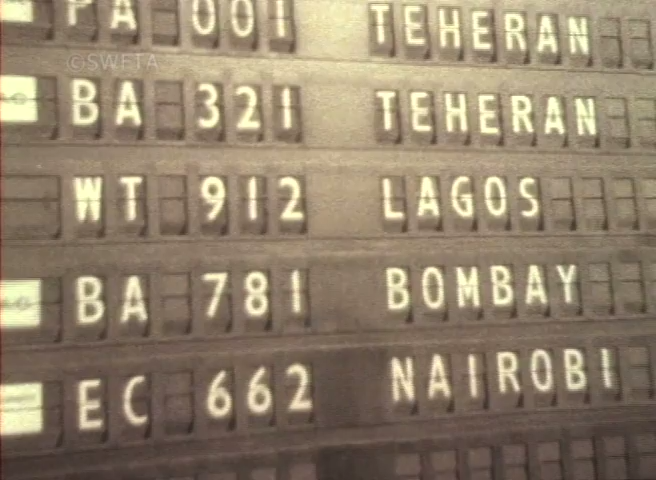 PA 001 TEHERAN
©SWETA
BA 321 TEHERAN
WT 912 LAGOS
BA 781 BOMBAY
EC 662 NAIROBI